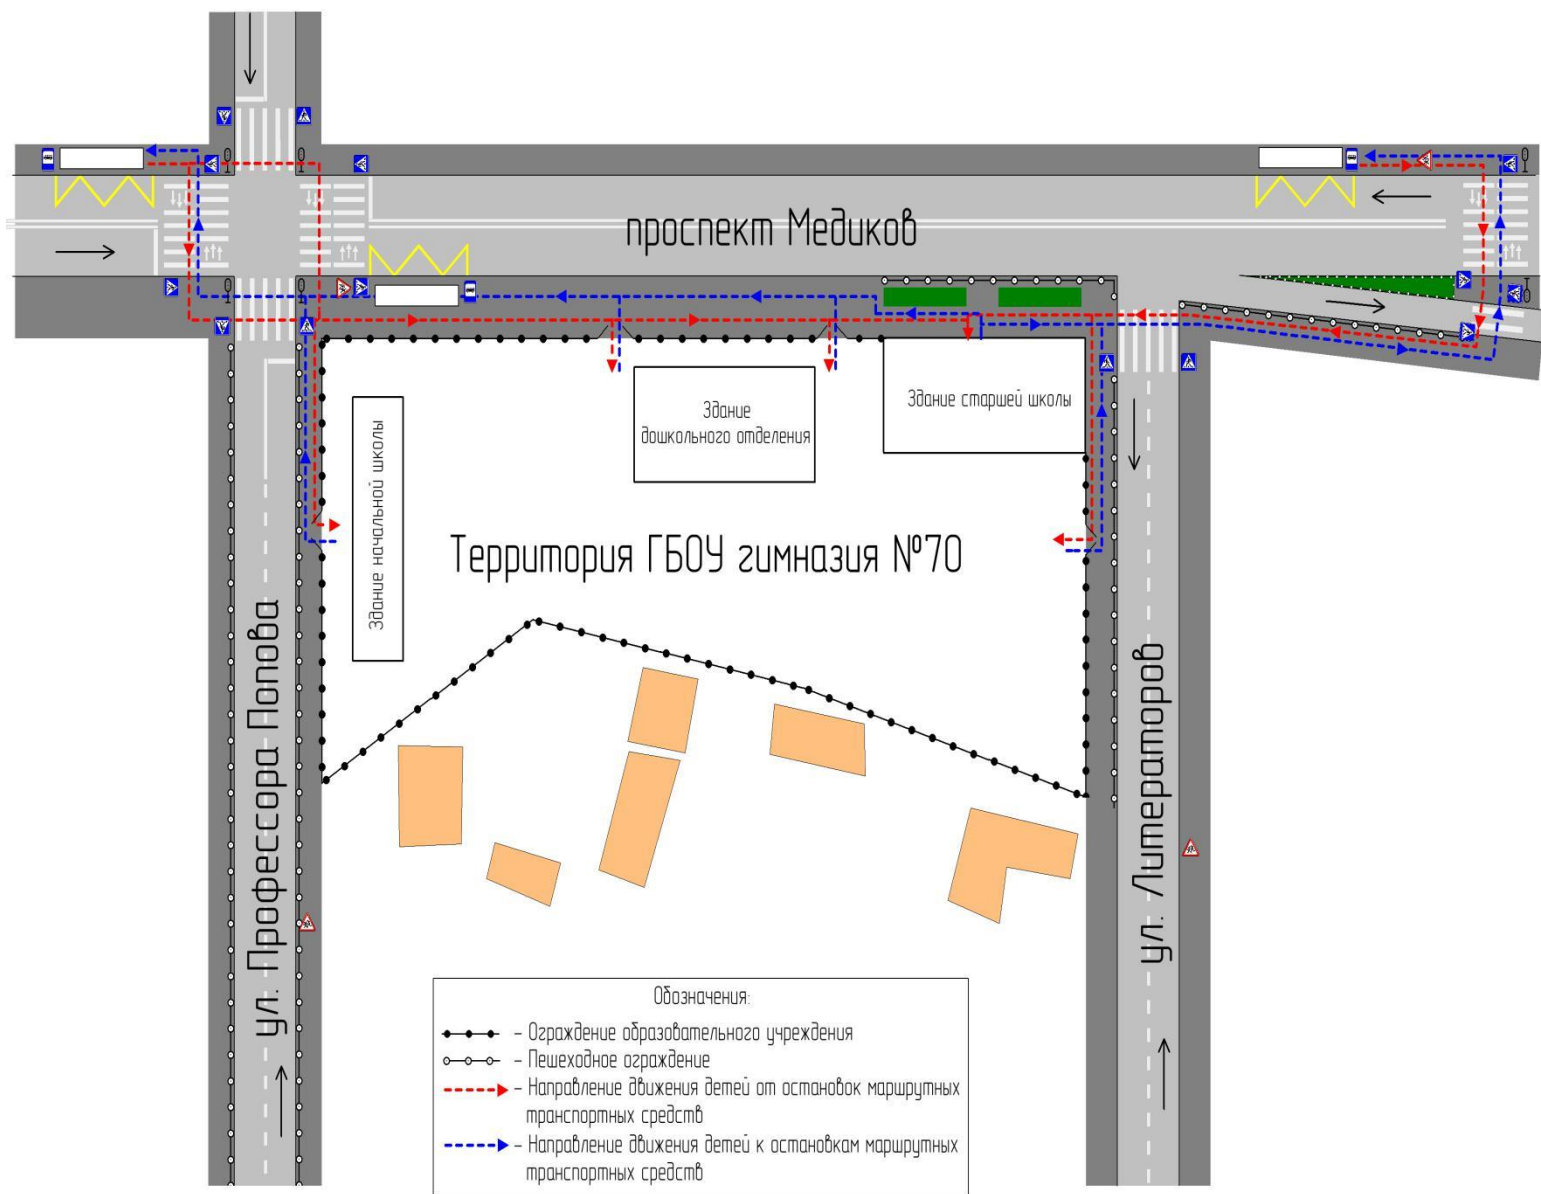 проспект Медиков
Здание старшей школы
Здание
дошкольного отделения
Здание начальной школы
Территория ГБОУ гимназия №70
ул. Профессора Попова
ул. Литераторов
Обозначения:
- Ограждение образовательного учреждения
- Пешеходное ограждение
- Направление движения детей от остановок маршрутных
транспортных средств
- Направление движения детей к остановкам маршрутных
транспортных средств